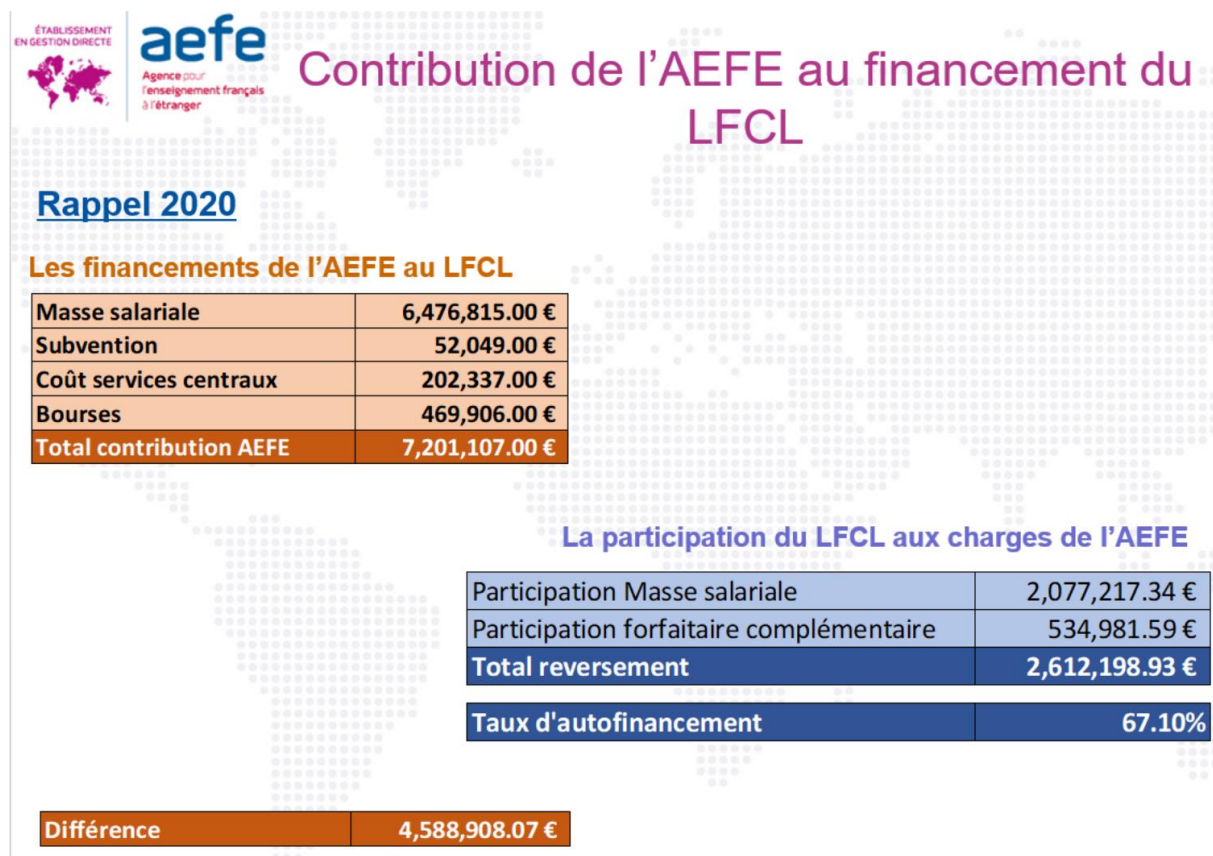 ÉTABLISSEMENT
EN GESTION DIRECTE
aefe
Agence pour
l'enseignement français
à l'étranger
Contribution de l'AEFE au financement du
LFCL
Rappel 2020
Les financements de l'AEFE au LFCL
Masse salariale 6,476,815.00 €
Subvention 52,049.00 €
Coût services centraux 202,337.00 €
Bourses 469,906.00 €
Total contribution AEFE 7,201,107.00 €
La participation du LFCL aux charges de l'AEFE
Participation Masse salariale 2,077,217.34 €
Participation forfaitaire complémentaire 534,981.59 €
Total reversement 2,612,198.93 €
Taux d'autofinancement 67.10%
Différence 4,588,908.07 €